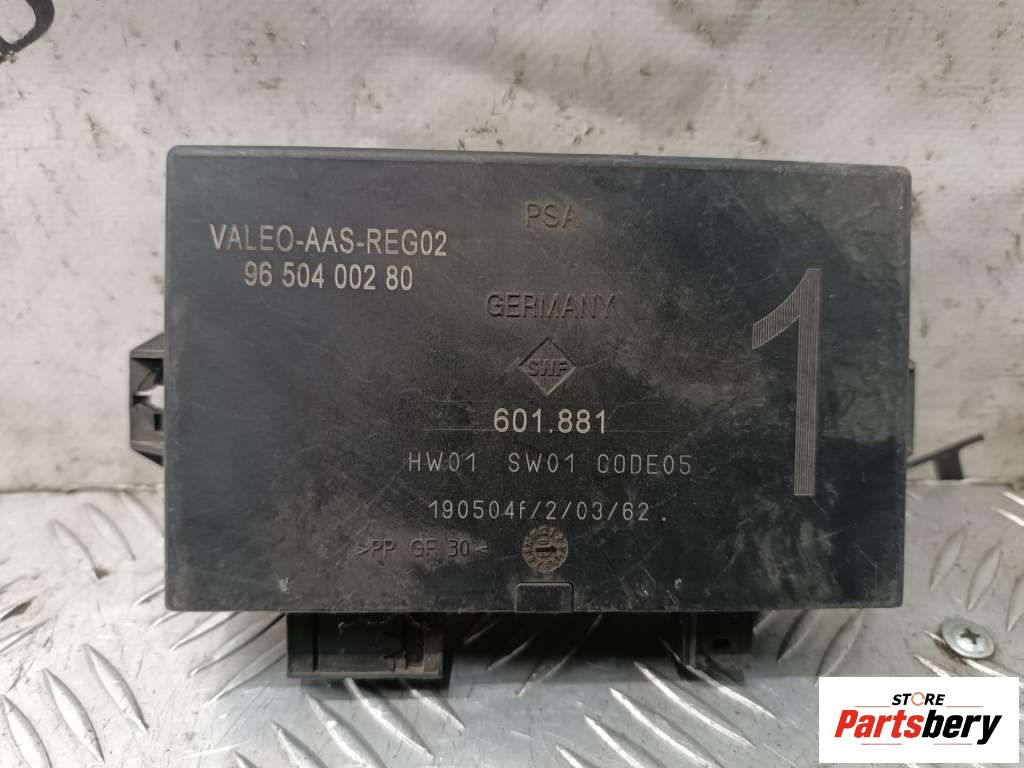 VALEO-AAS-REG02
96 504 002 80
PSA
GERMANY
SWF
601.881
HW01 SW01 CODE05
190504f/2/03/62.
>PP GF 30<
1
STORE
Partsbery